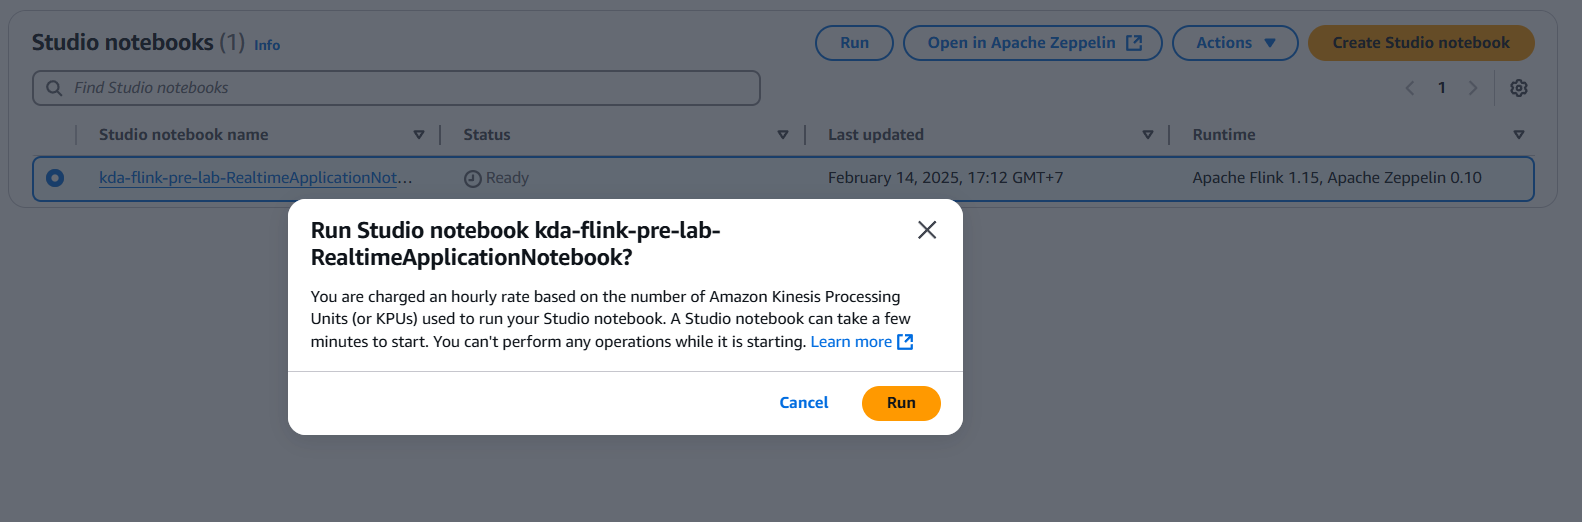 Studio notebooks (1) Info
Run
Open in Apache Zeppelin
Actions
Create Studio notebook
Find Studio notebooks
1
Studio notebook name
Status
Last updated
Runtime
kda-flink-pre-lab-RealtimeApplicationNot...
Ready
February 14, 2025, 17:12 GMT+7
Apache Flink 1.15, Apache Zeppelin 0.10
Run Studio notebook kda-flink-pre-lab-
RealtimeApplicationNotebook?
You are charged an hourly rate based on the number of Amazon Kinesis Processing
Units (or KPUs) used to run your Studio notebook. A Studio notebook can take a few
minutes to start. You can't perform any operations while it is starting. Learn more
Cancel
Run